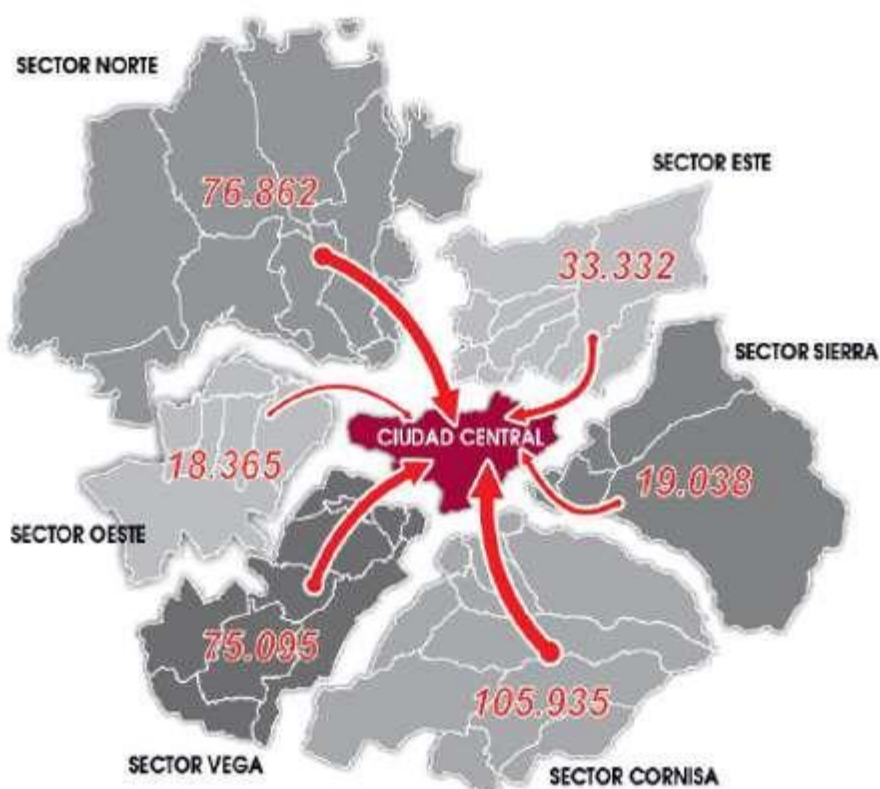 SECTOR NORTE
76.862
SECTOR ESTE
33.332
SECTOR SIERRA
CIUDAD CENTRAL
18.365
19.038
SECTOR OESTE
75.095
105.935
SECTOR VEGA
SECTOR CORNISA